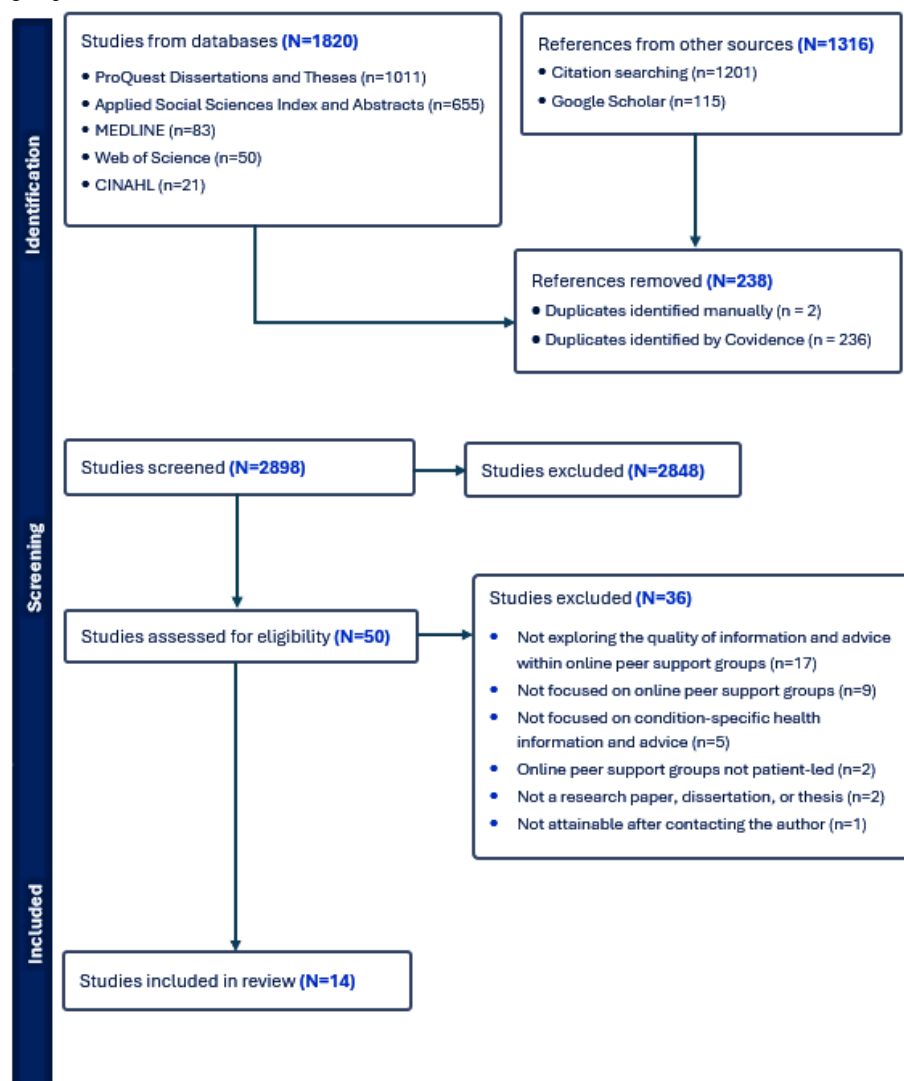 Identification
Studies from databases (N=1820)
• ProQuest Dissertations and Theses (n=1011)
• Applied Social Sciences Index and Abstracts (n=655)
• MEDLINE (n=83)
• Web of Science (n=50)
• CINAHL (n=21)
References from other sources (N=1316)
• Citation searching (n=1201)
• Google Scholar (n=115)
References removed (N=238)
• Duplicates identified manually (n = 2)
• Duplicates identified by Covidence (n = 236)
Screening
Studies screened (N=2898)
Studies excluded (N=2848)
Studies assessed for eligibility (N=50)
Studies excluded (N=36)
• Not exploring the quality of information and advice
within online peer support groups (n=17)
• Not focused on online peer support groups (n=9)
• Not focused on condition-specific health
information and advice (n=5)
• Online peer support groups not patient-led (n=2)
• Not a research paper, dissertation, or thesis (n=2)
• Not attainable after contacting the author (n=1)
Included
Studies included in review (N=14)